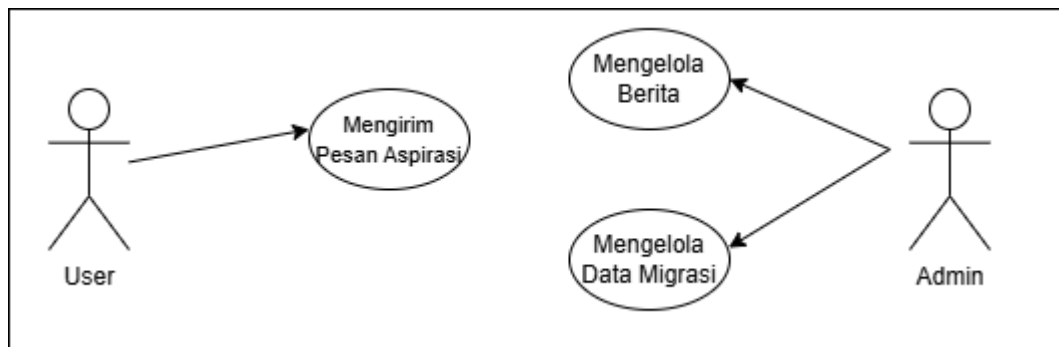 Mengelola
Berita
Mengirim
Pesan Aspirasi
Mengelola
Data Migrasi
User
Admin